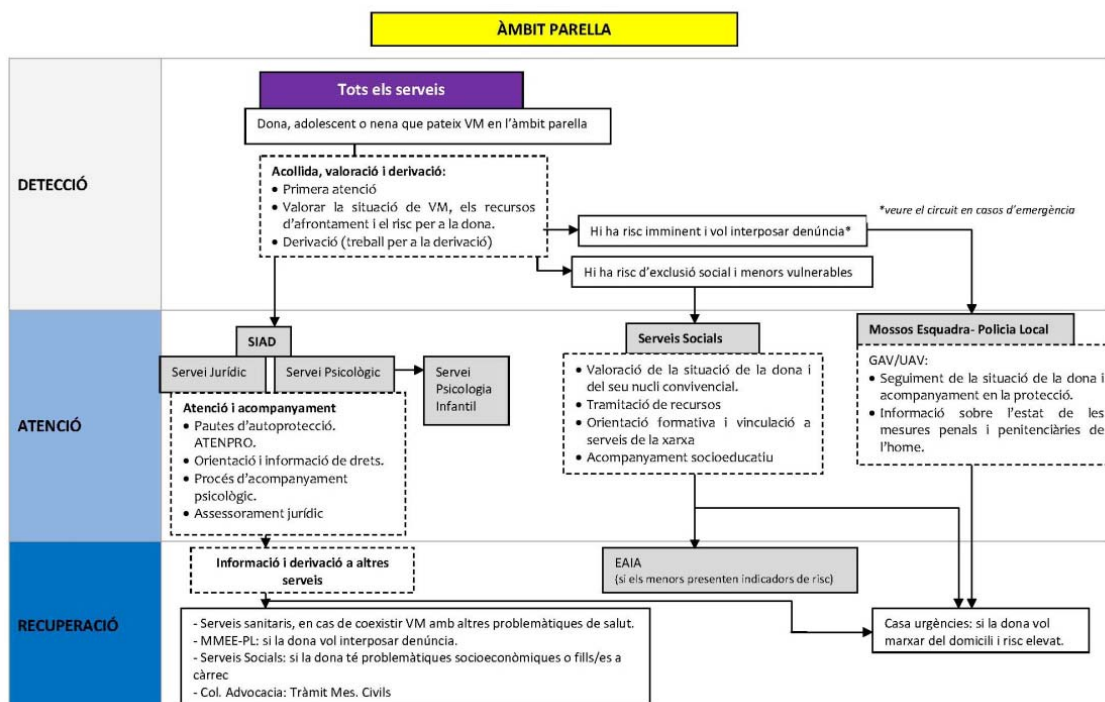 ÀMBIT PARELLA
DETECCIÓ
Tots els serveis
Dona, adolescent o nena que pateix VM en l'àmbit parella
Acollida, valoració i derivació:
• Primera atenció
• Valorar la situació de VM, els recursos
d'afrontament i el risc per a la dona.
• Derivació (treball per a la derivació)
*veure el circuit en casos d'emergència
Hi ha risc imminent i vol interposar denúncia*
Hi ha risc d'exclusió social i menors vulnerables
ATENCIÓ
SIAD
Servei Jurídic
Servei Psicològic
Servei
Psicologia
Infantil
Atenció i acompanyament
• Pautes d'autoprotecció.
ATENPRO.
• Orientació i informació de drets.
• Procés d'acompanyament
psicològic.
• Assessorament jurídic
Serveis Socials
• Valoració de la situació de la dona i
del seu nucli convivencial.
• Tramitació de recursos
• Orientació formativa i vinculació a
serveis de la xarxa
• Acompanyament socioeducatiu
Mossos Esquadra- Policia Local
GAV/UAV:
• Seguiment de la situació de la dona i
acompanyament en la protecció.
• Informació sobre l'estat de les
mesures penals i penitenciàries de
l'home.
RECUPERACIÓ
Informació i derivació a altres
serveis
EAIA
(si els menors presenten indicadors de risc)
- Serveis sanitaris, en cas de coexistir VM amb altres problemàtiques de salut.
- MMEE-PL: si la dona vol interposar denúncia.
- Serveis Socials: si la dona té problemàtiques socioeconòmiques o fills/es a
càrrec
- Col. Advocacia: Tràmit Mes. Civils
Casa urgències: si la dona vol
marxar del domicili i risc elevat.